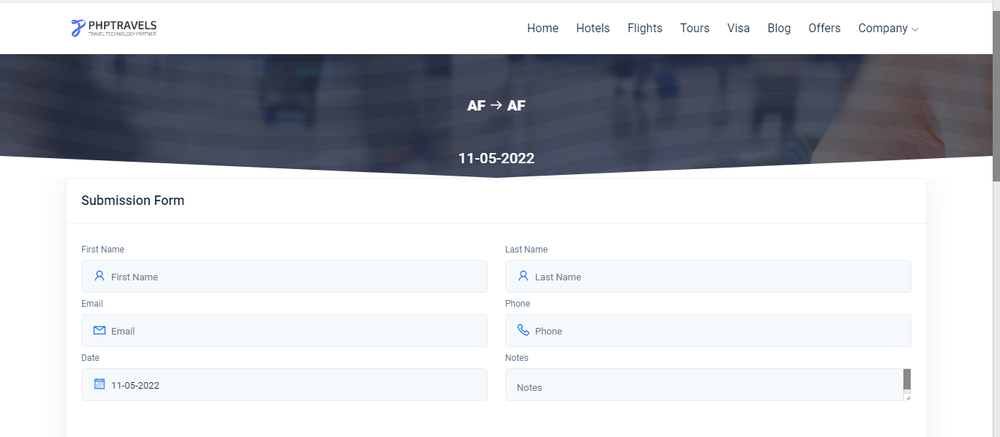 PHPTRAVELS
TRAVEL TECHNOLOGY PARTNER
Home Hotels Flights Tours Visa Blog Offers Company
AF → AF
11-05-2022
Submission Form
First Name Last Name
First Name Last Name
Email Phone
Email Phone
Date Notes
11-05-2022 Notes